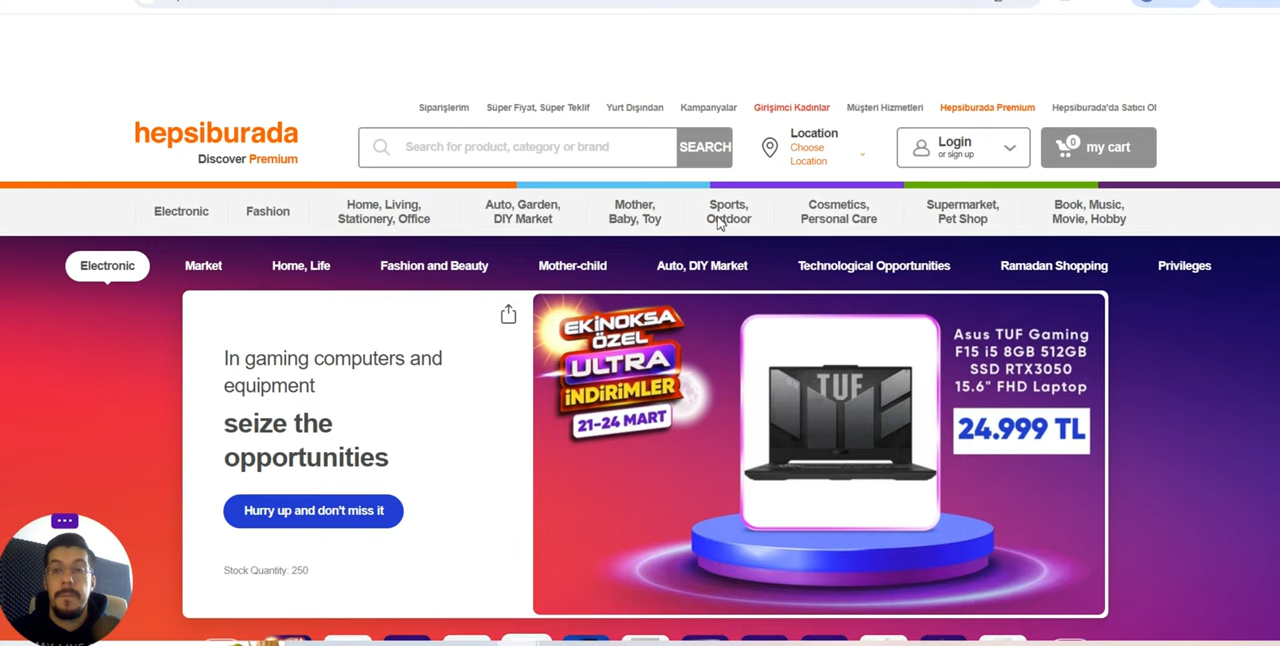 Siparişlerim Süper Fiyat, Süper Teklif Yurt Dışından Kampanyalar Girişimci Kadınlar Müşteri Hizmetleri Hepsiburada Premium Hepsiburada'da Satıcı Ol
hepsiburada
Discover Premium
Search for product, category or brand
SEARCH
Location
Choose
Location
Login
or sign up
0
my cart
Electronic
Fashion
Home, Living,
Stationery, Office
Auto, Garden,
DIY Market
Mother,
Baby, Toy
Sports,
Outdoor
Cosmetics,
Personal Care
Supermarket,
Pet Shop
Book, Music,
Movie, Hobby
Electronic Market Home, Life Fashion and Beauty Mother-child Auto, DIY Market Technological Opportunities Ramadan Shopping Privileges
In gaming computers and
equipment
seize the
opportunities
Hurry up and don't miss it
Stock Quantity: 250
EKİNOKSA
ÖZEL
ULTRA
İNDİRİMLER
21-24 MART
TUF
Asus TUF Gaming
F15 i5 8GB 512GB
SSD RTX3050
15.6" FHD Laptop
24.999 TL